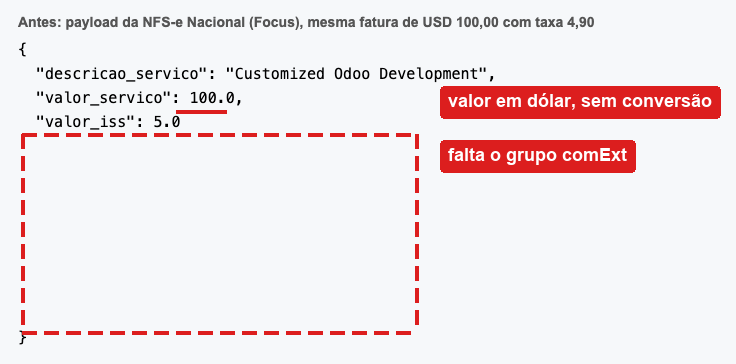 Antes: payload da NFS-e Nacional (Focus), mesma fatura de USD 100,00 com taxa 4,90
{
"descricao_servico": "Customized Odoo Development",
"valor_servico": 100.0,
valor em dólar, sem conversão
"valor_iss": 5.0
falta o grupo comExt
}